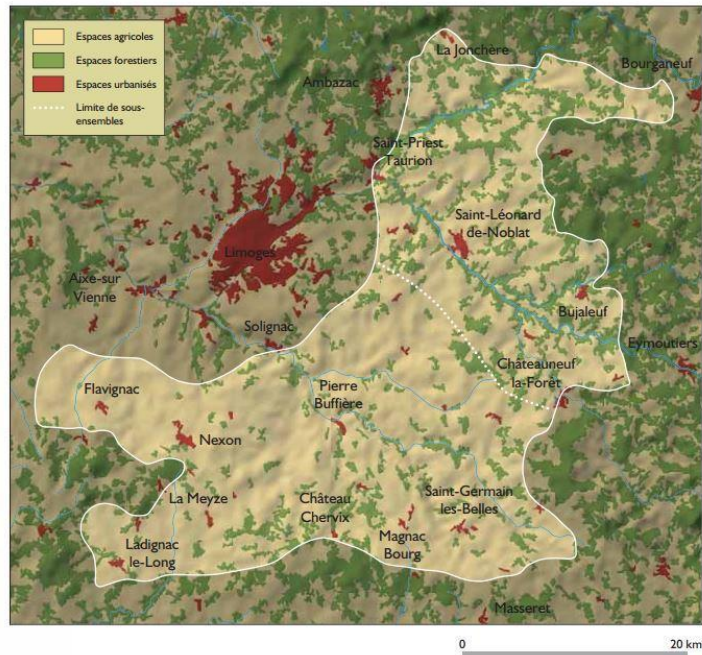 Espaces agricoles
Espaces forestiers
Espaces urbanisés
Limite de sous-
ensembles
La Jonchère
Bourganeuf
Ambazac
Saint-Priest
Taurion
Saint-Léonard
de-Noblat
Limoges
Aixe-sur
Vienne
Bujaleuf
Solignac
Eymoutiers
Châteauneuf
la-Forêt
Flavignac
Pierre
Buffière
Nexon
La Meyze
Château
Chervix
Saint-Germain
les-Belles
Magnac
Bourg
Ladignac
le-Long
Masseret
0
20 km